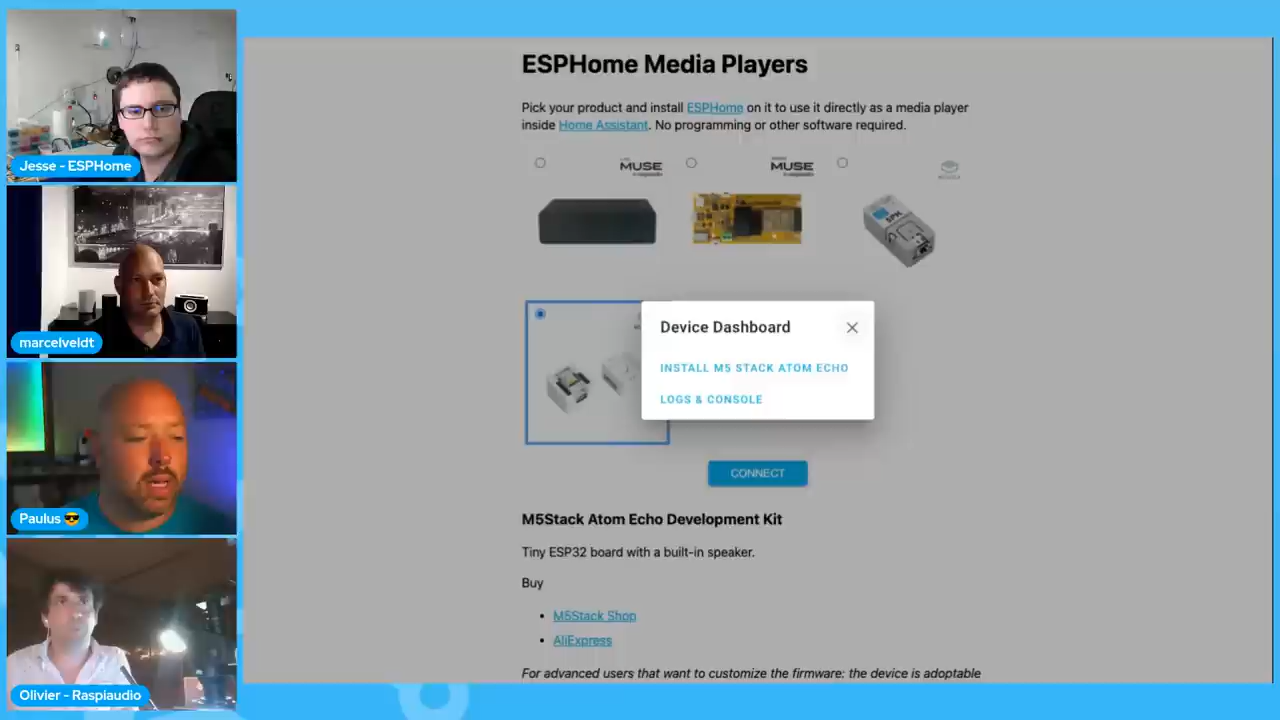 Jesse - ESPHome
marcelveldt
Paulus 😎
Olivier - Raspiaudio
ESPHome Media Players
Pick your product and install ESPHome on it to use it directly as a media player
inside Home Assistant. No programming or other software required.
MUSE
MUSE
Device Dashboard
INSTALL M5 STACK ATOM ECHO
LOGS & CONSOLE
CONNECT
M5Stack Atom Echo Development Kit
Tiny ESP32 board with a built-in speaker.
Buy
• M5Stack Shop
• AliExpress
For advanced users that want to customize the firmware: the device is adoptable